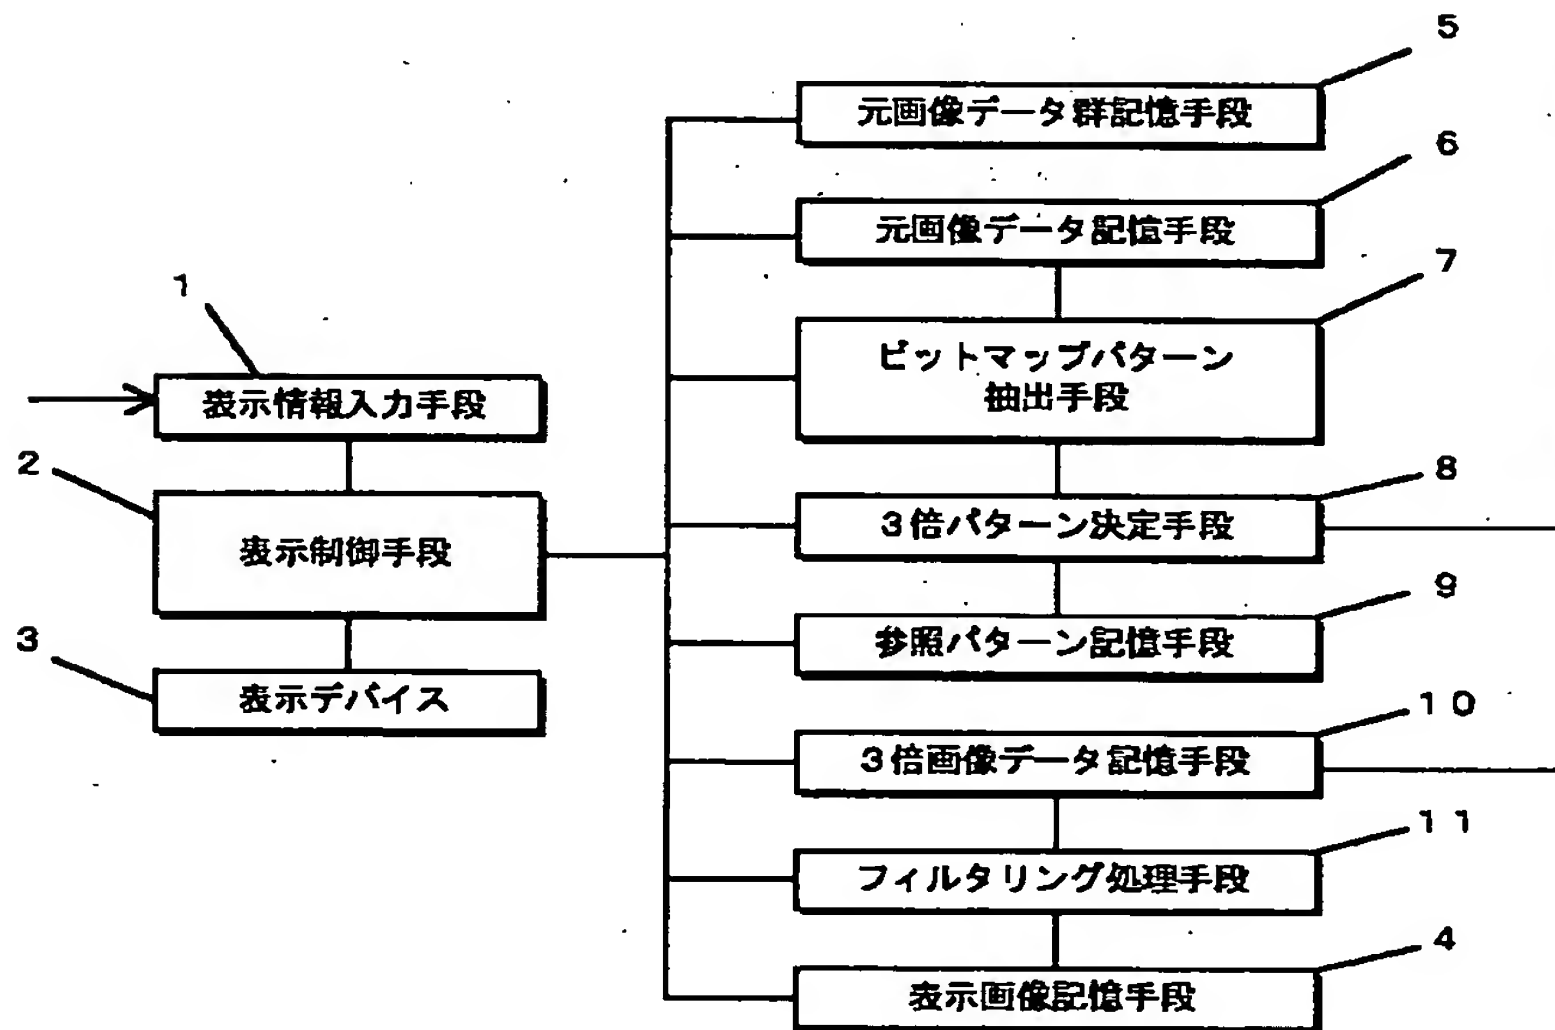 5
元画像データ群記憶手段
6
元画像データ記憶手段
7
ビットマップパターン
抽出手段
1
表示情報入力手段
2
表示制御手段
3
表示デバイス
8
3倍パターン決定手段
9
参照パターン記憶手段
10
3倍画像データ記憶手段
11
フィルタリング処理手段
4
表示画像記憶手段